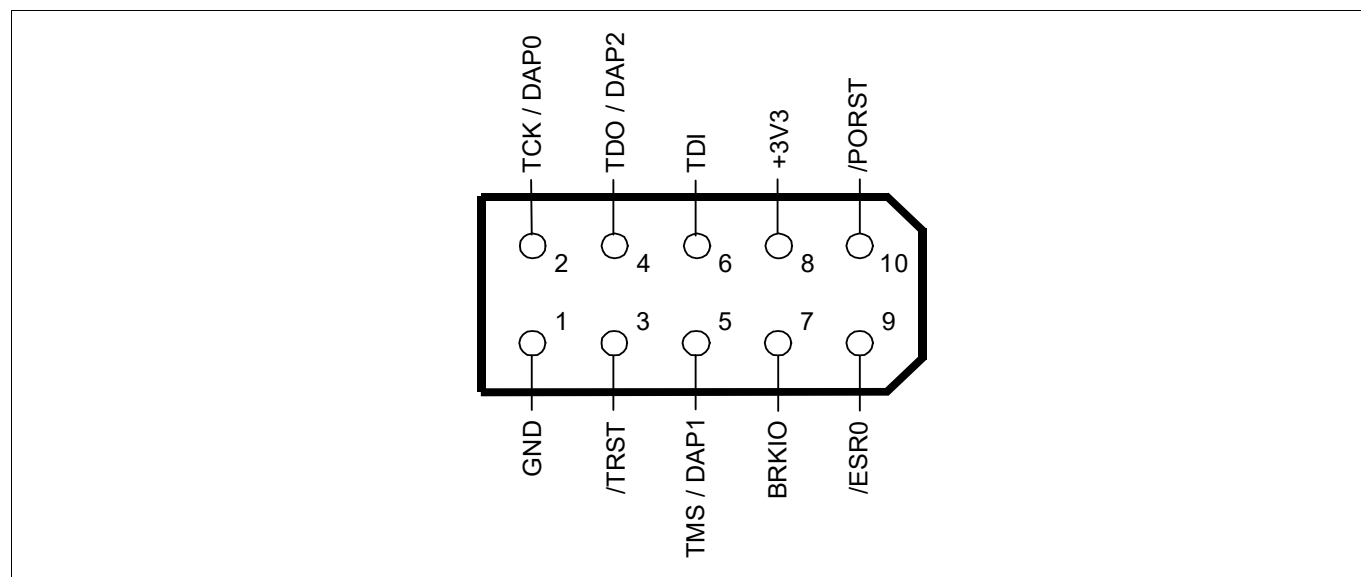 TCK / DAP0
TDO / DAP2
TDI
+3V3
/PORST
2
4
6
8
10
1
3
5
7
9
GND
/TRST
TMS / DAP1
BRKIO
/ESR0